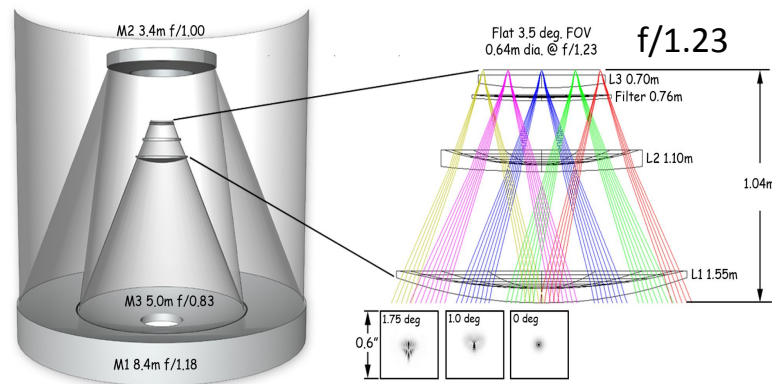 M2 3.4m f/1.00
M3 5.0m f/0.83
M1 8.4m f/1.18
Flat 3.5 deg. FOV
0.64m dia. @ f/1.23
f/1.23
L3 0.70m
Filter 0.76m
L2 1.10m
1.04m
L1 1.55m
0.6"
1.75 deg
1.0 deg
0 deg